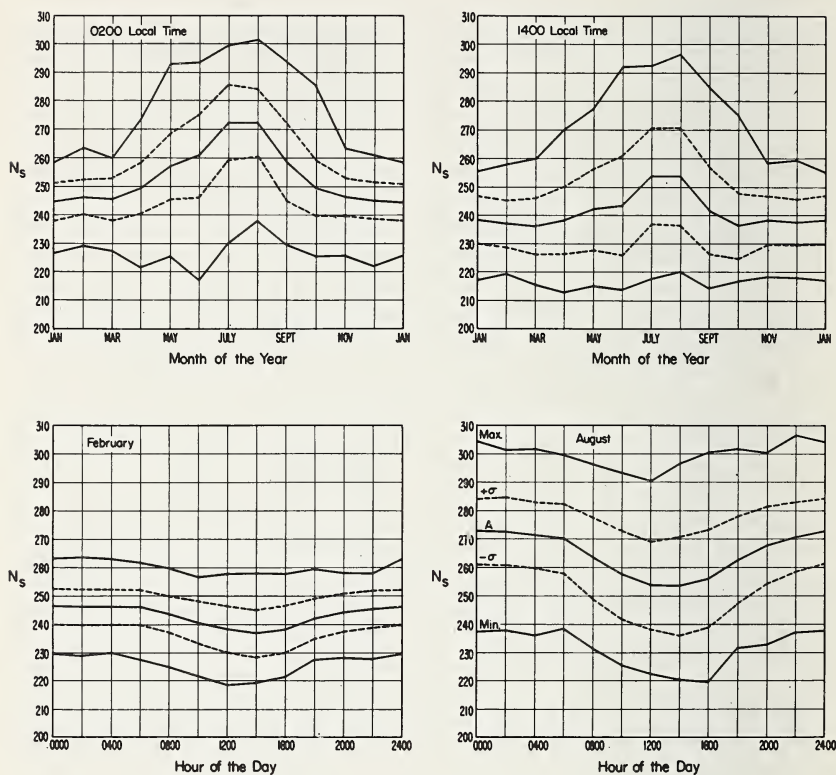 0200 Local Time
310
300
290
280
270
260
250
240
230
220
210
200
Ns
JAN MAR MAY JULY SEPT NOV JAN
Month of the Year
1400 Local Time
310
300
290
280
270
260
250
240
230
220
210
200
Ns
JAN MAR MAY JULY SEPT NOV JAN
Month of the Year
February
310
300
290
280
270
260
250
240
230
220
210
200
Ns
0000 0400 0800 1200 1600 2000 2400
Hour of the Day
August
310
300
290
280
270
260
250
240
230
220
210
200
Ns
Max.
+σ
A
-σ
Min.
0000 0400 0800 1200 1600 2000 2400
Hour of the Day